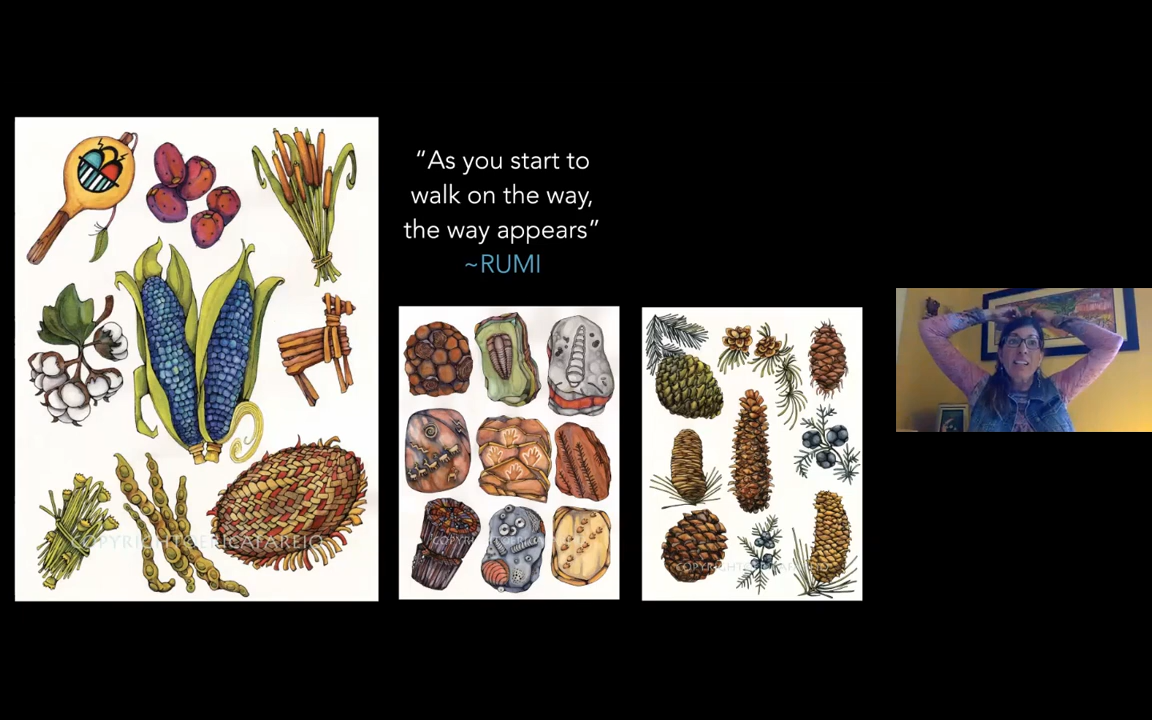 “As you start to
walk on the way,
the way appears”
~RUMI